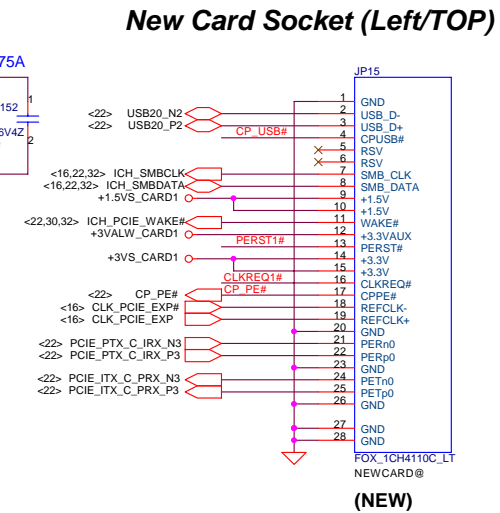 New Card Socket (Left/TOP)
75A
152
1
6V4Z
2
JP15
1 GND
<22> USB20_N2 2 USB_D-
<22> USB20_P2 3 USB_D+
CP_USB# 4 CPUSB#
5 RSV
6 RSV
<16,22,32> ICH_SMBCLK 7 SMB_CLK
<16,22,32> ICH_SMBDATA 8 SMB_DATA
+1.5VS_CARD1 9 +1.5V
10 +1.5V
<22,30,32> ICH_PCIE_WAKE# 11 WAKE#
+3VALW_CARD1 12 +3.3VAUX
PERST1# 13 PERST#
+3VS_CARD1 14 +3.3V
15 +3.3V
CLKREQ1# 16 CLKREQ#
<22> CP_PE# CP_PE# 17 CPPE#
<16> CLK_PCIE_EXP# 18 REFCLK-
<16> CLK_PCIE_EXP 19 REFCLK+
20 GND
<22> PCIE_PTX_C_IRX_N3 21 PERn0
<22> PCIE_PTX_C_IRX_P3 22 PERp0
23 GND
<22> PCIE_ITX_C_PRX_N3 24 PETn0
<22> PCIE_ITX_C_PRX_P3 25 PETp0
26 GND
27 GND
28 GND
FOX_1CH4110C_LT
NEWCARD@
(NEW)